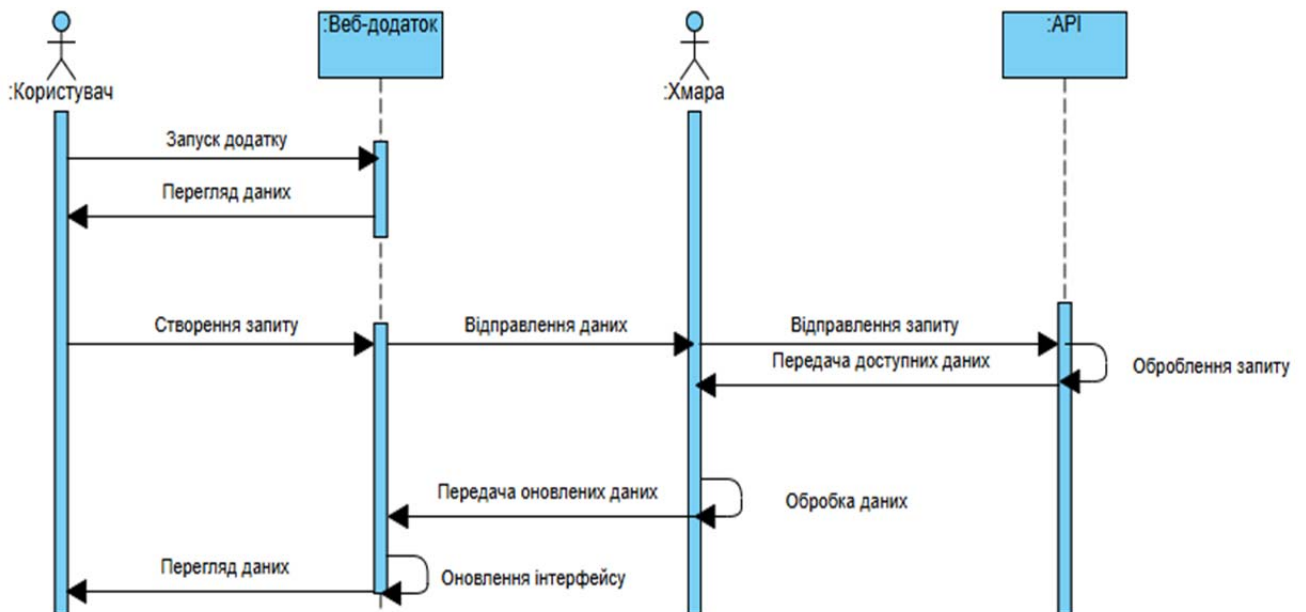 :Веб-додаток
:API
:Користувач
:Хмара
Запуск додатку
Перегляд даних
Створення запиту
Відправлення даних
Відправлення запиту
Передача доступних даних
Оброблення запиту
Передача оновлених даних
Обробка даних
Перегляд даних
Оновлення інтерфейсу